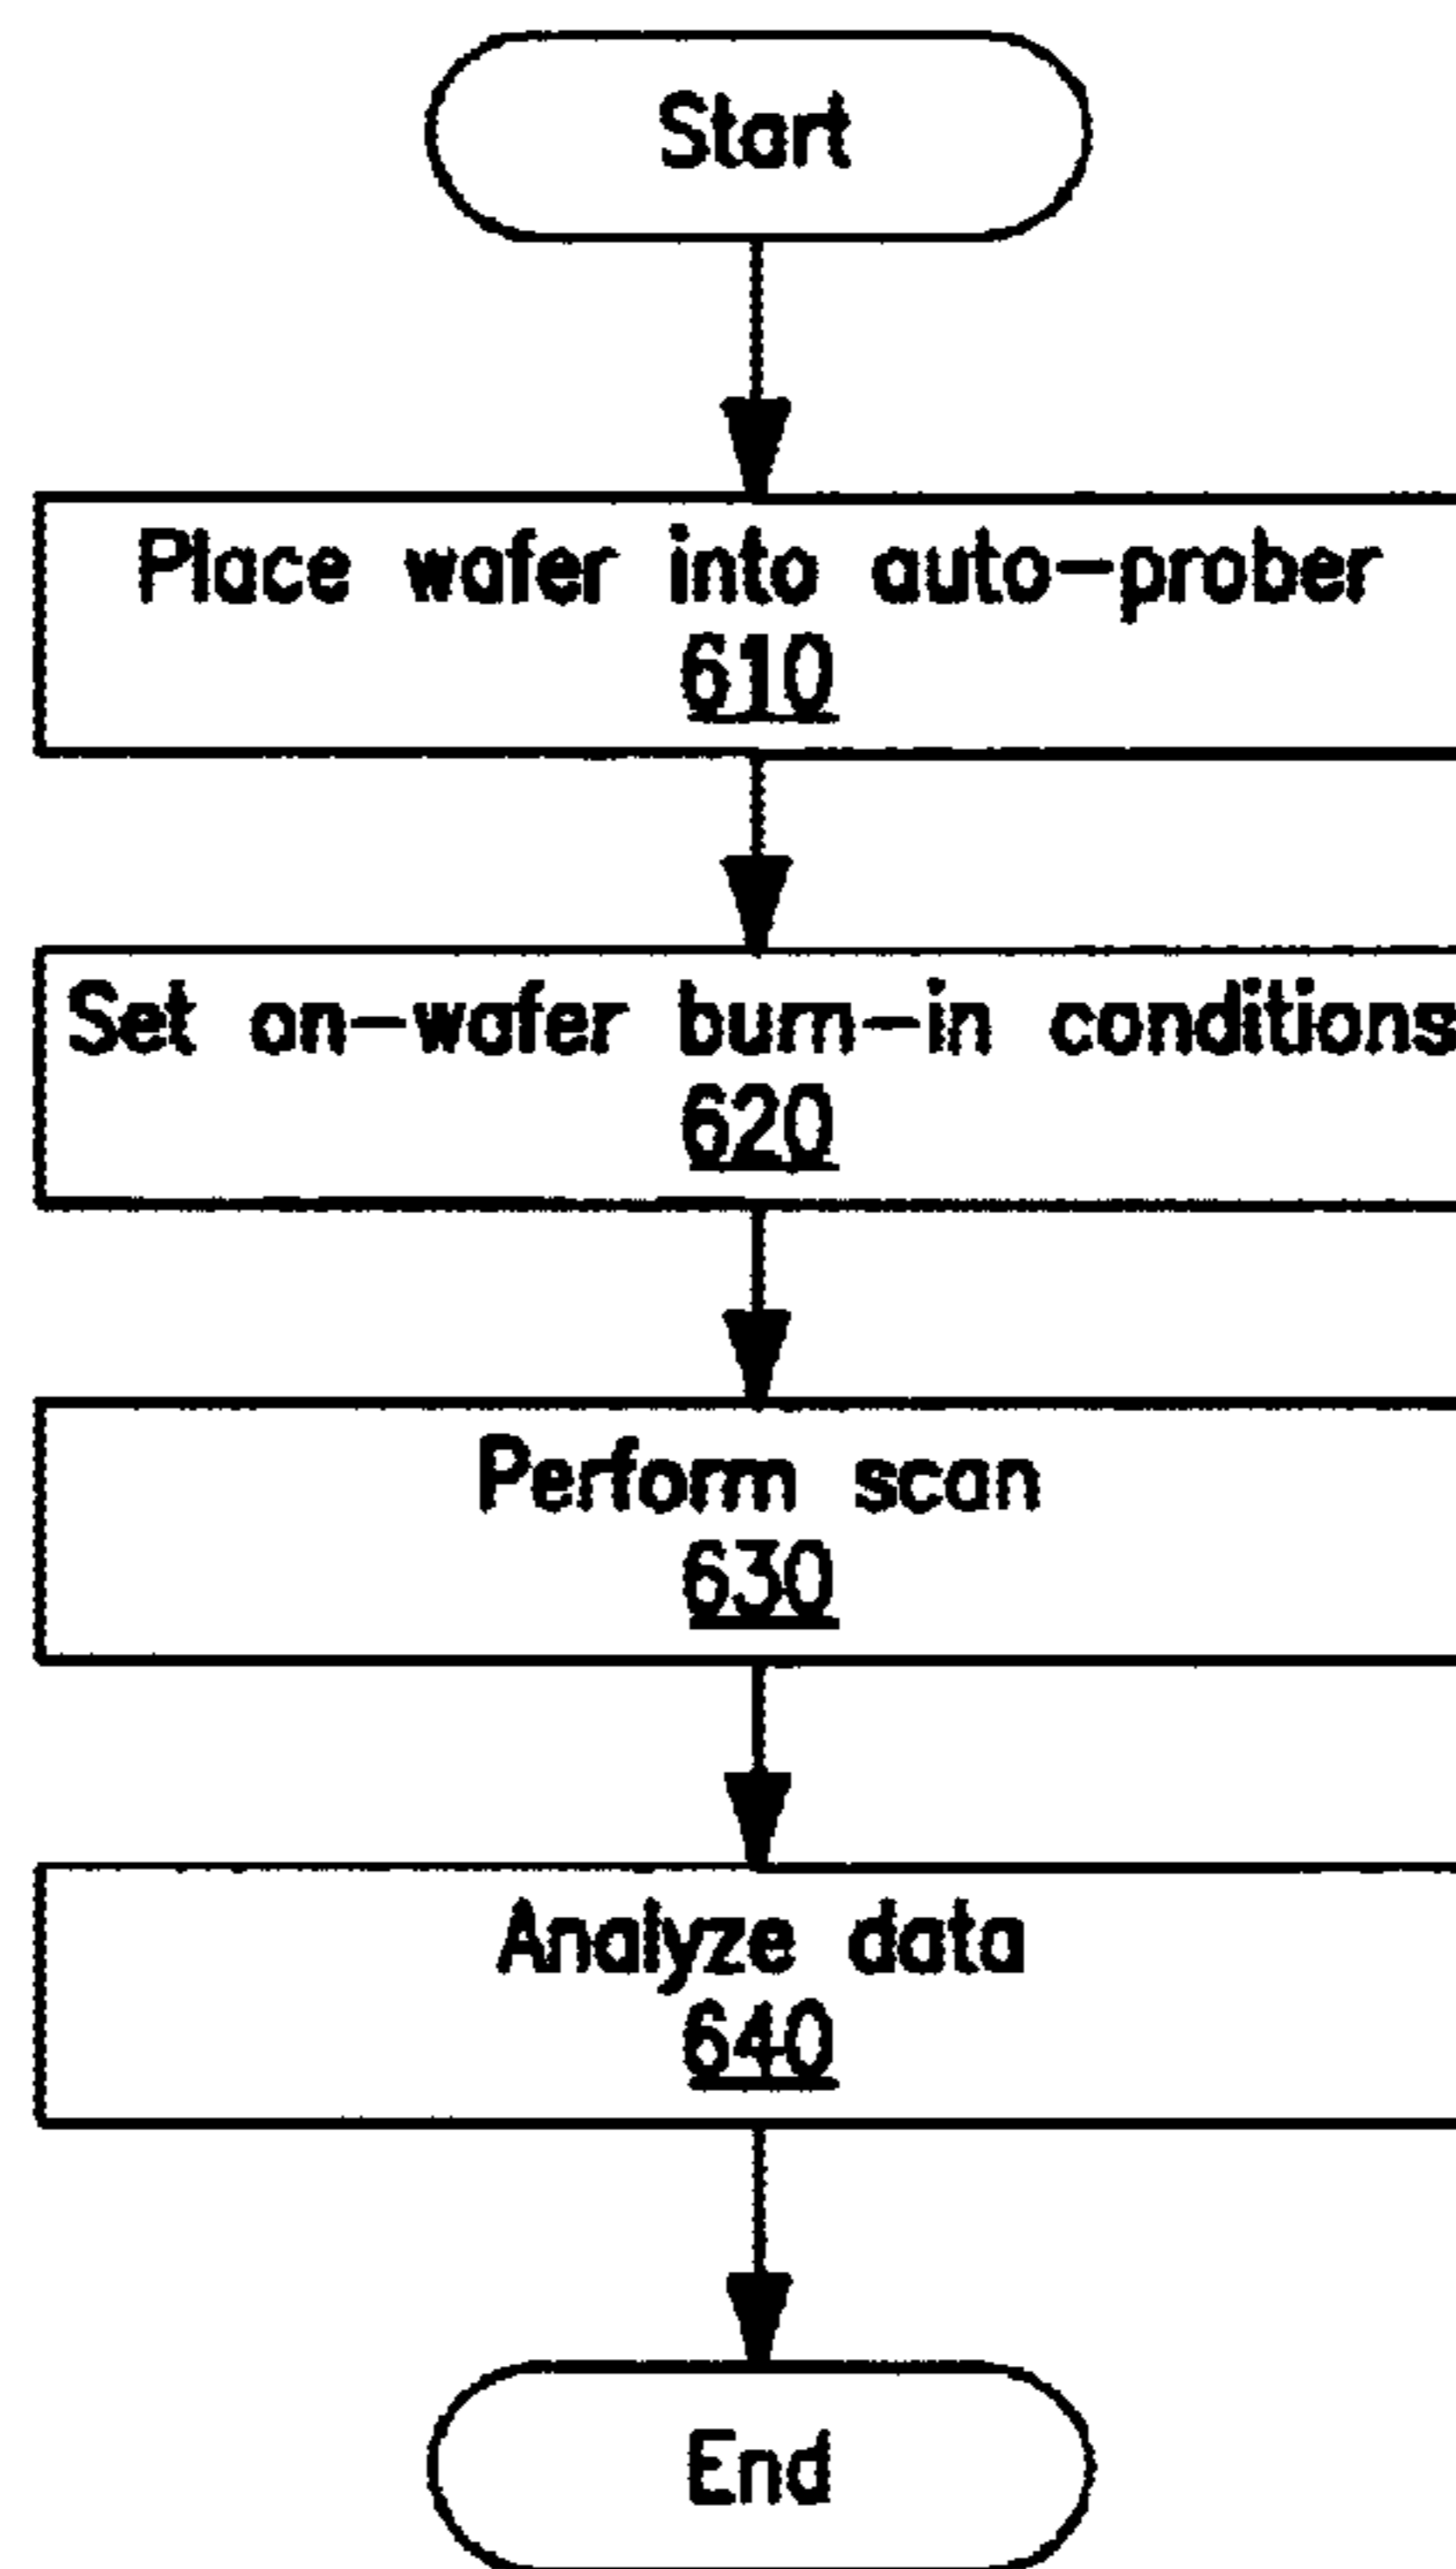 Start
Place wafer into auto-prober
610
Set on-wafer burn-in conditions
620
Perform scan
630
Analyze data
640
End